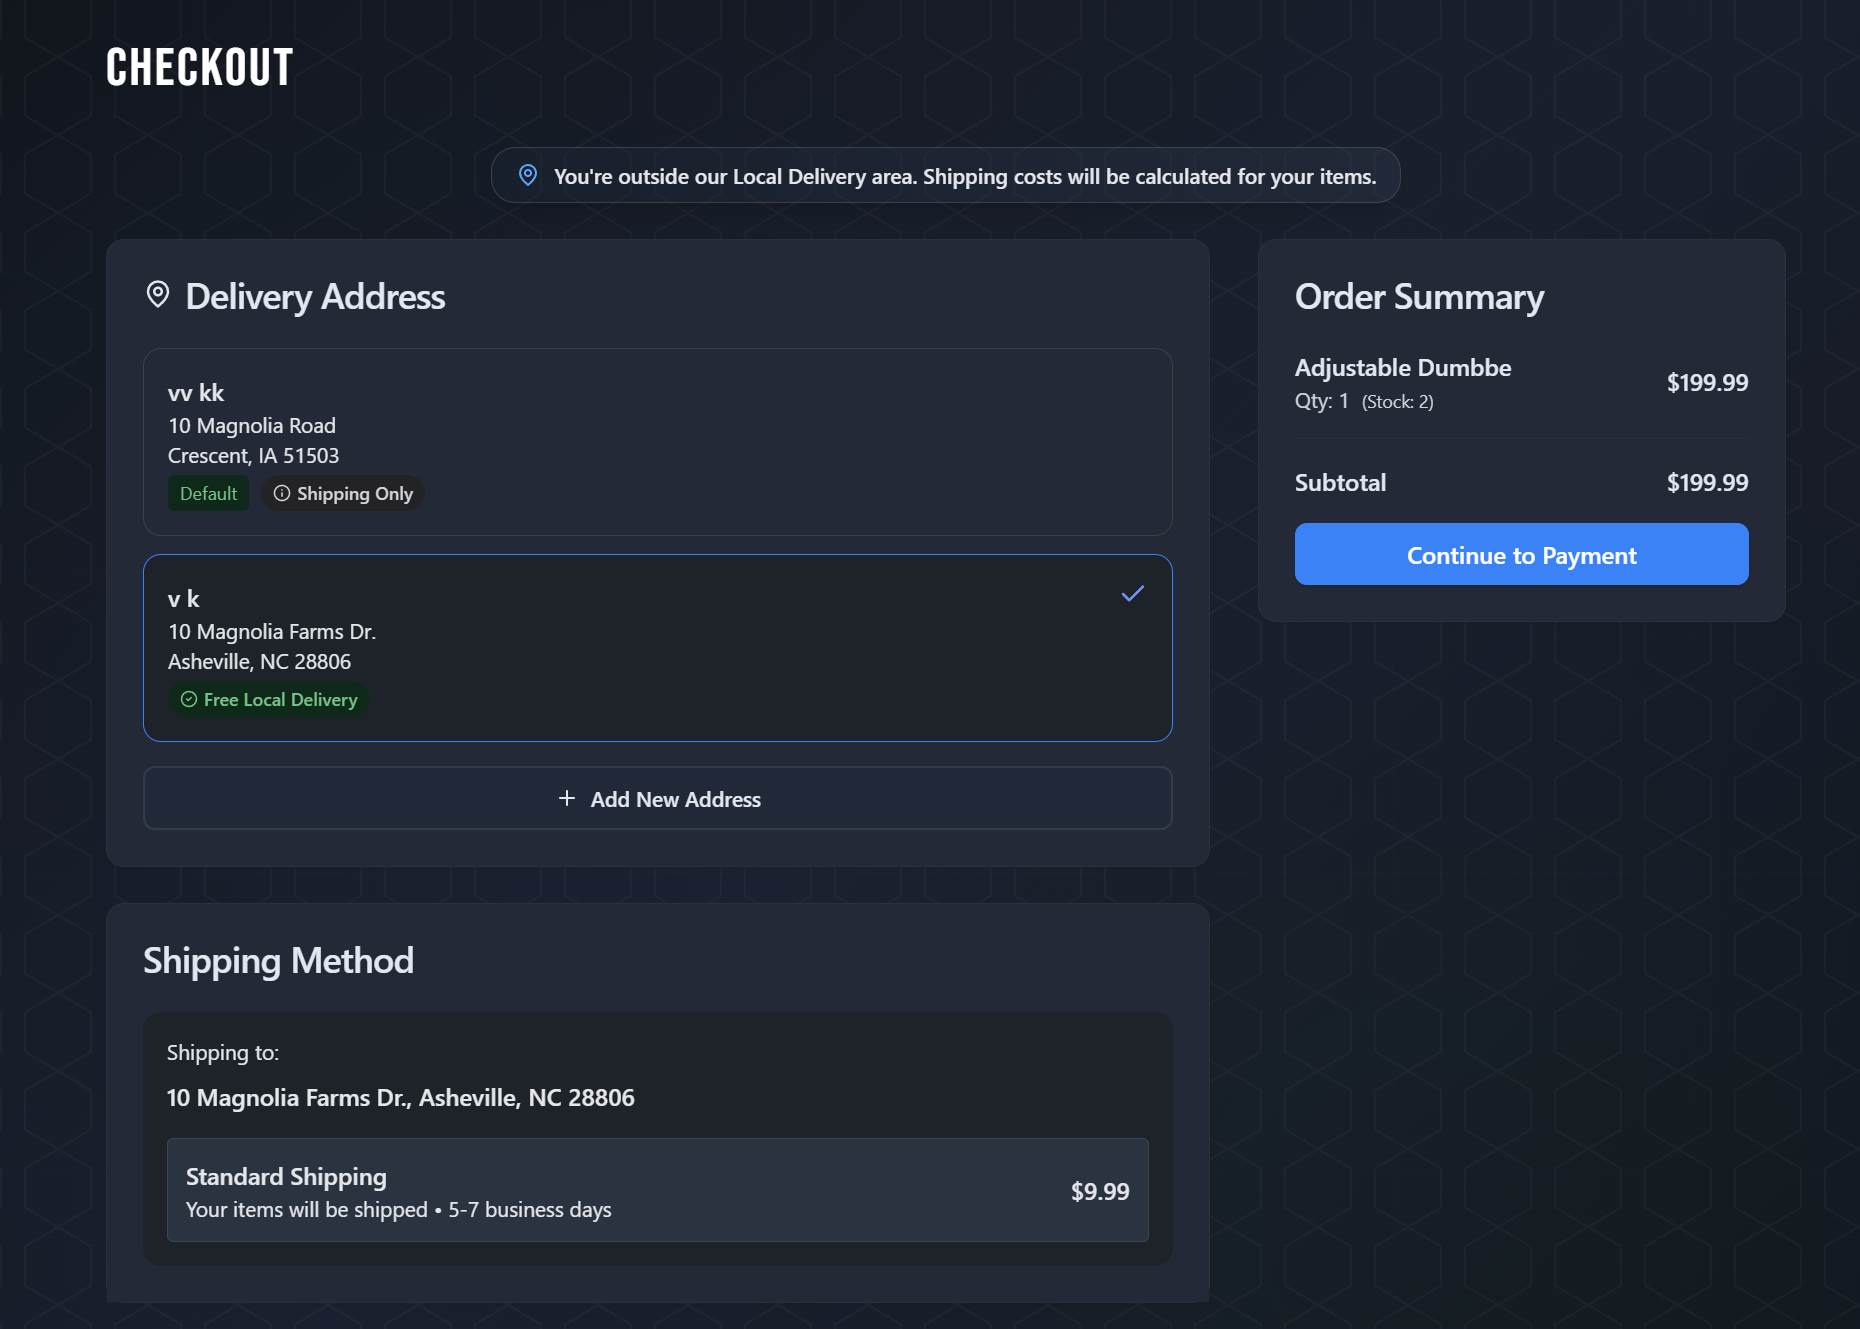 CHECKOUT
You're outside our Local Delivery area. Shipping costs will be calculated for your items.
Delivery Address
vv kk
10 Magnolia Road
Crescent, IA 51503
Default
Shipping Only
v k
10 Magnolia Farms Dr.
Asheville, NC 28806
Free Local Delivery
Add New Address
Shipping Method
Shipping to:
10 Magnolia Farms Dr., Asheville, NC 28806
Standard Shipping
Your items will be shipped • 5-7 business days
$9.99
Order Summary
Adjustable Dumbbe
Qty: 1 (Stock: 2)
$199.99
Subtotal
$199.99
Continue to Payment